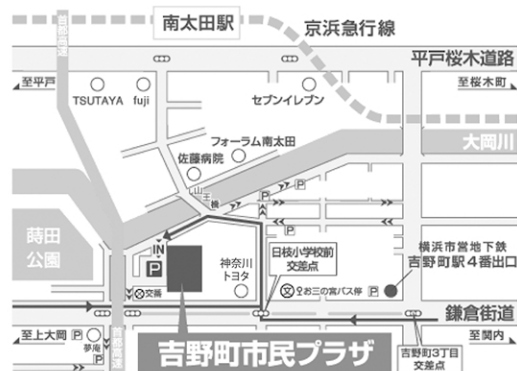 南太田駅
京浜急行線
首都高速
平戸桜木道路
至平戸
至桜木町
TSUTAYA
fuji
セブンイレブン
大岡川
フォーラム南太田
佐藤病院
山王橋
P
P
蒔田
公園
IN
P
神奈川
トヨタ
日枝小学校前
交差点
横浜市営地下鉄
吉野町駅4番出口
お三の宮バス停
P
交番
鎌倉街道
至上大岡
P
夢庵
P
首都高速
吉野町市民プラザ
吉野町3丁目
交差点
至関内